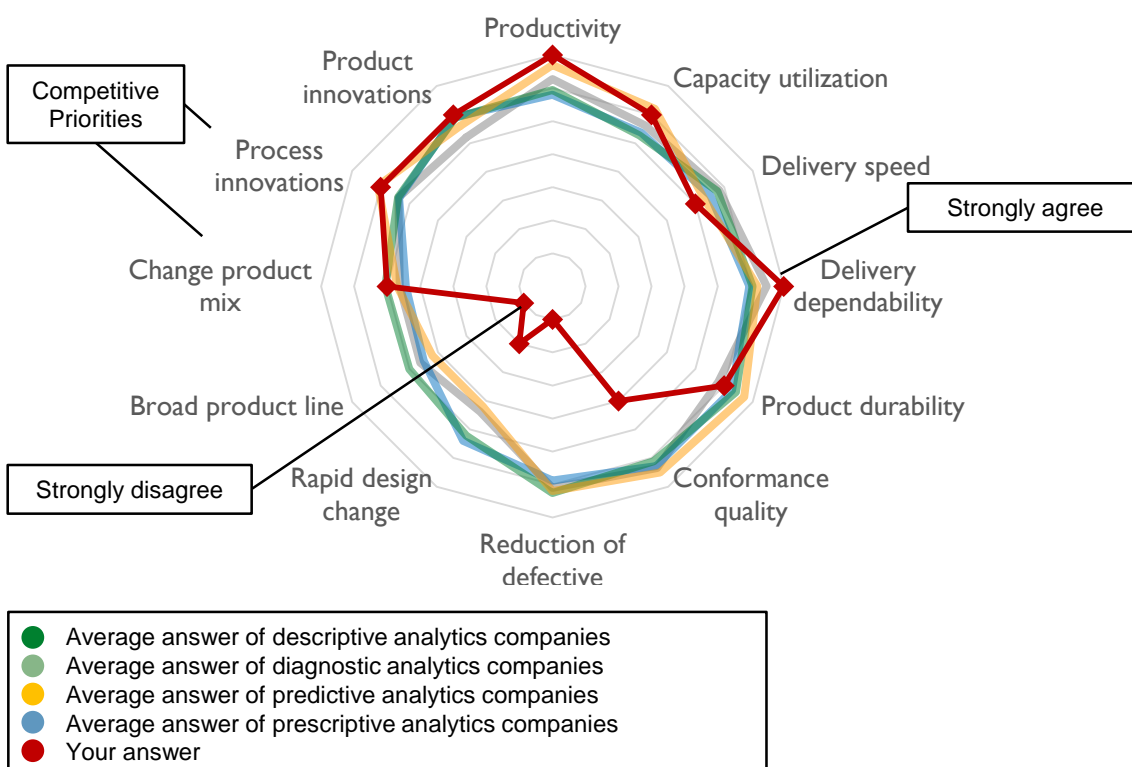 Productivity
Product
innovations
Capacity utilization
Competitive
Priorities
Process
innovations
Delivery speed
Strongly agree
Change product
mix
Delivery
dependability
Broad product line
Product durability
Strongly disagree
Rapid design
change
Conformance
quality
Reduction of
defective
Average answer of descriptive analytics companies
Average answer of diagnostic analytics companies
Average answer of predictive analytics companies
Average answer of prescriptive analytics companies
Your answer